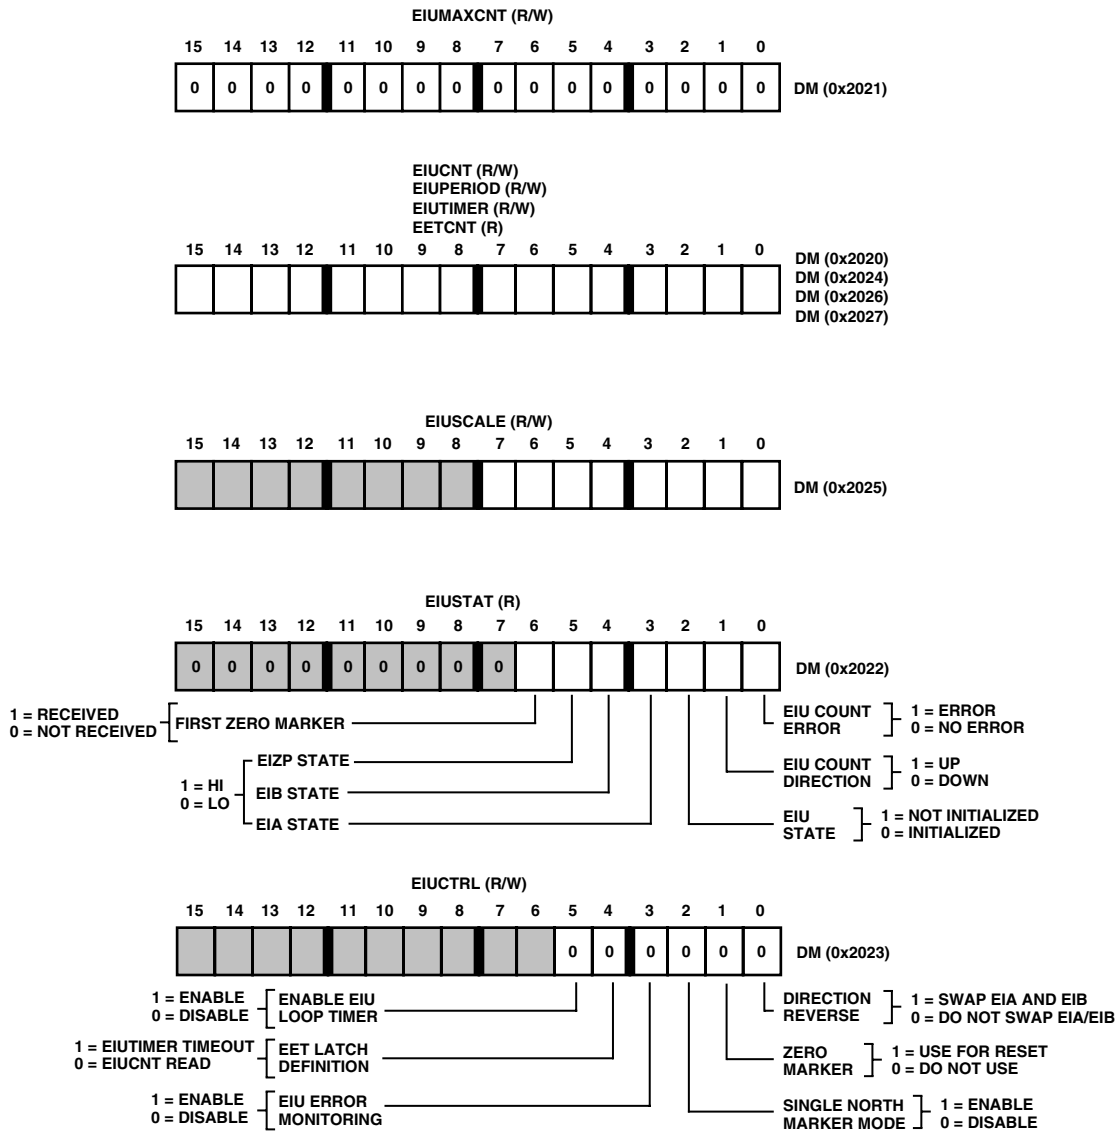 EIUMAXCNT (R/W)
15 14 13 12 11 10 9 8 7 6 5 4 3 2 1 0
0 0 0 0 0 0 0 0 0 0 0 0 0 0 0 0 DM (0x2021)
EIUCNT (R/W)
EIUPERIOD (R/W)
EIUTIMER (R/W)
EETCNT (R)
15 14 13 12 11 10 9 8 7 6 5 4 3 2 1 0
DM (0x2020)
DM (0x2024)
DM (0x2026)
DM (0x2027)
EIUSCALE (R/W)
15 14 13 12 11 10 9 8 7 6 5 4 3 2 1 0
DM (0x2025)
EIUSTAT (R)
15 14 13 12 11 10 9 8 7 6 5 4 3 2 1 0
0 0 0 0 0 0 0 0 0 DM (0x2022)
1 = RECEIVED
0 = NOT RECEIVED
FIRST ZERO MARKER
1 = HI
0 = LO
EIZP STATE
EIB STATE
EIA STATE
EIU COUNT
ERROR
1 = ERROR
0 = NO ERROR
EIU COUNT
DIRECTION
1 = UP
0 = DOWN
EIU
STATE
1 = NOT INITIALIZED
0 = INITIALIZED
EIUCTRL (R/W)
15 14 13 12 11 10 9 8 7 6 5 4 3 2 1 0
0 0 0 0 0 0 DM (0x2023)
1 = ENABLE
0 = DISABLE
ENABLE EIU
LOOP TIMER
1 = EIUTIMER TIMEOUT
0 = EIUCNT READ
EET LATCH
DEFINITION
1 = ENABLE
0 = DISABLE
EIU ERROR
MONITORING
DIRECTION
REVERSE
1 = SWAP EIA AND EIB
0 = DO NOT SWAP EIA/EIB
ZERO
MARKER
1 = USE FOR RESET
0 = DO NOT USE
SINGLE NORTH
MARKER MODE
1 = ENABLE
0 = DISABLE